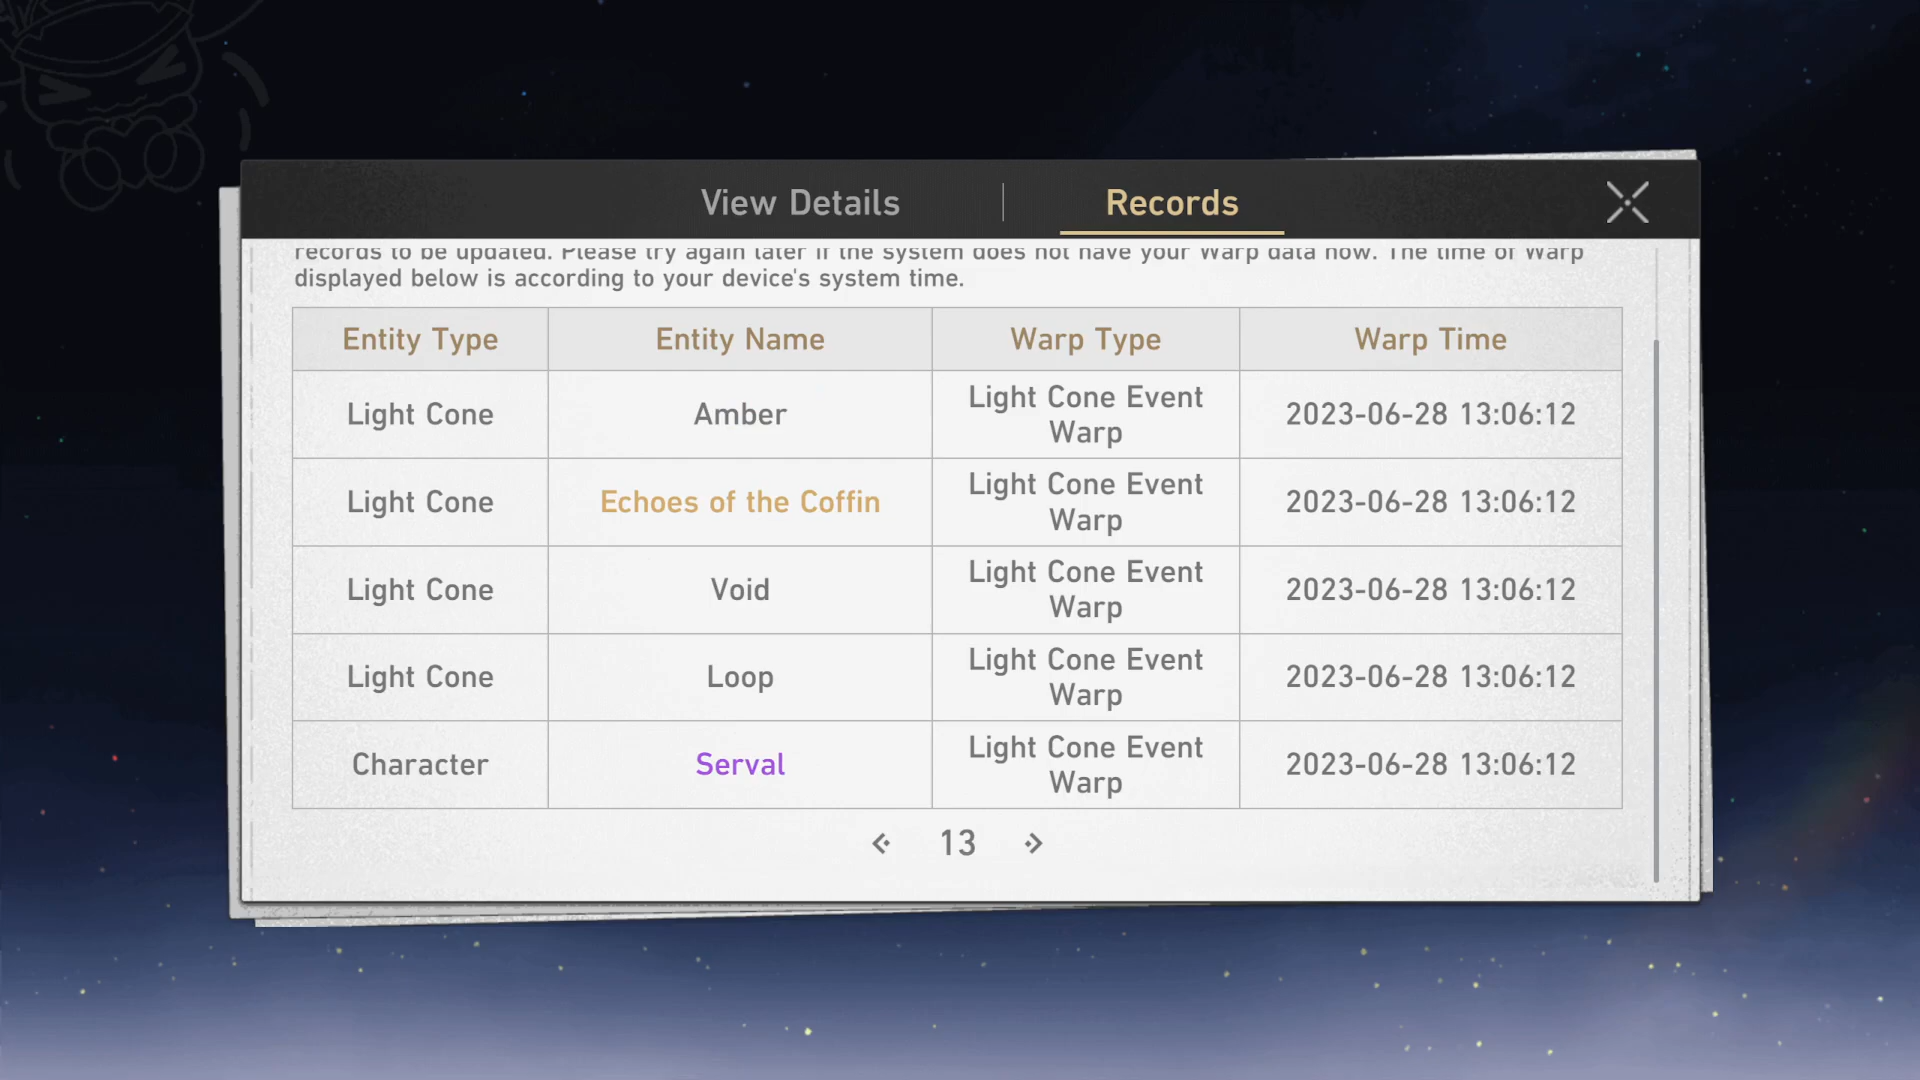 View Details
Records
records to be updated. Please try again later if the system does not have your Warp data now. The time of Warp
displayed below is according to your device's system time.
Entity Type Entity Name Warp Type Warp Time
Light Cone Amber Light Cone Event Warp 2023-06-28 13:06:12
Light Cone Echoes of the Coffin Light Cone Event Warp 2023-06-28 13:06:12
Light Cone Void Light Cone Event Warp 2023-06-28 13:06:12
Light Cone Loop Light Cone Event Warp 2023-06-28 13:06:12
Character Serval Light Cone Event Warp 2023-06-28 13:06:12
13